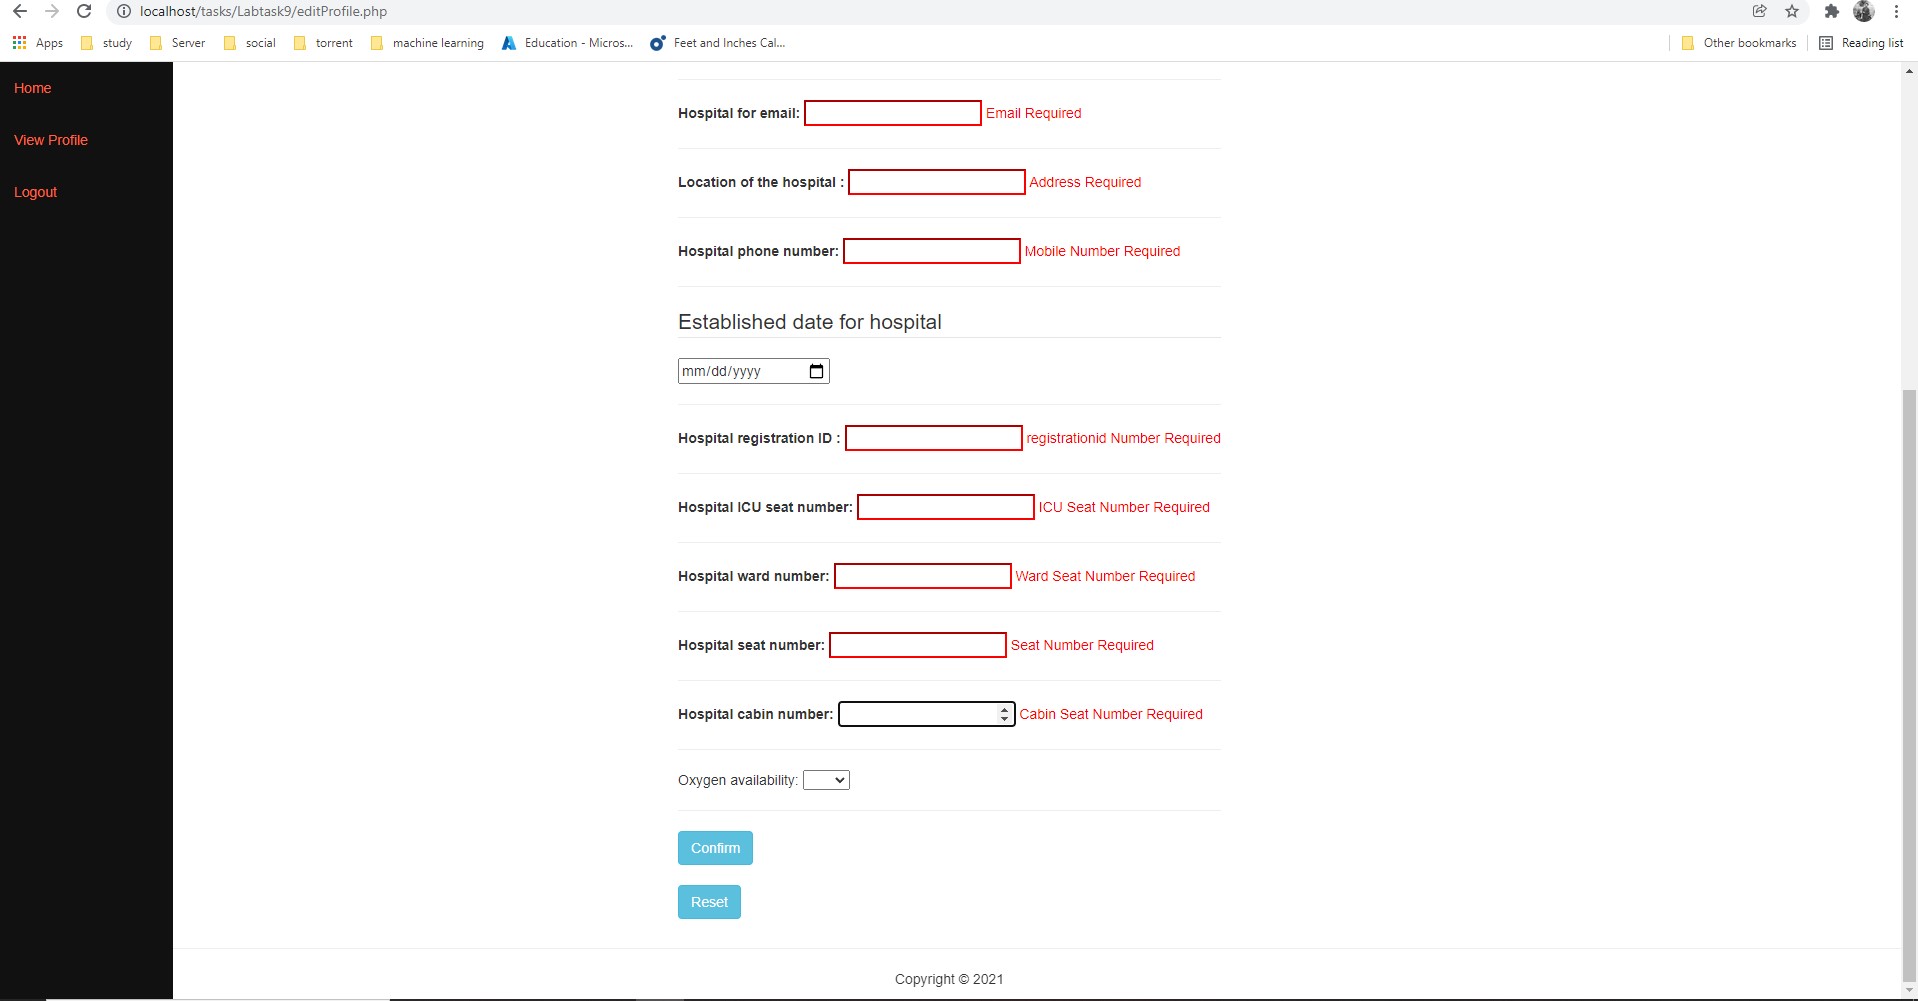 localhost/tasks/Labtask9/editProfile.php
Apps study Server social torrent machine learning Education - Micros... Feet and Inches Cal... Other bookmarks Reading list
Home
View Profile
Logout
Hospital for email: Email Required
Location of the hospital : Address Required
Hospital phone number: Mobile Number Required
Established date for hospital
mm/dd/yyyy
Hospital registration ID : registrationid Number Required
Hospital ICU seat number: ICU Seat Number Required
Hospital ward number: Ward Seat Number Required
Hospital seat number: Seat Number Required
Hospital cabin number: Cabin Seat Number Required
Oxygen availability:
Confirm
Reset
Copyright © 2021